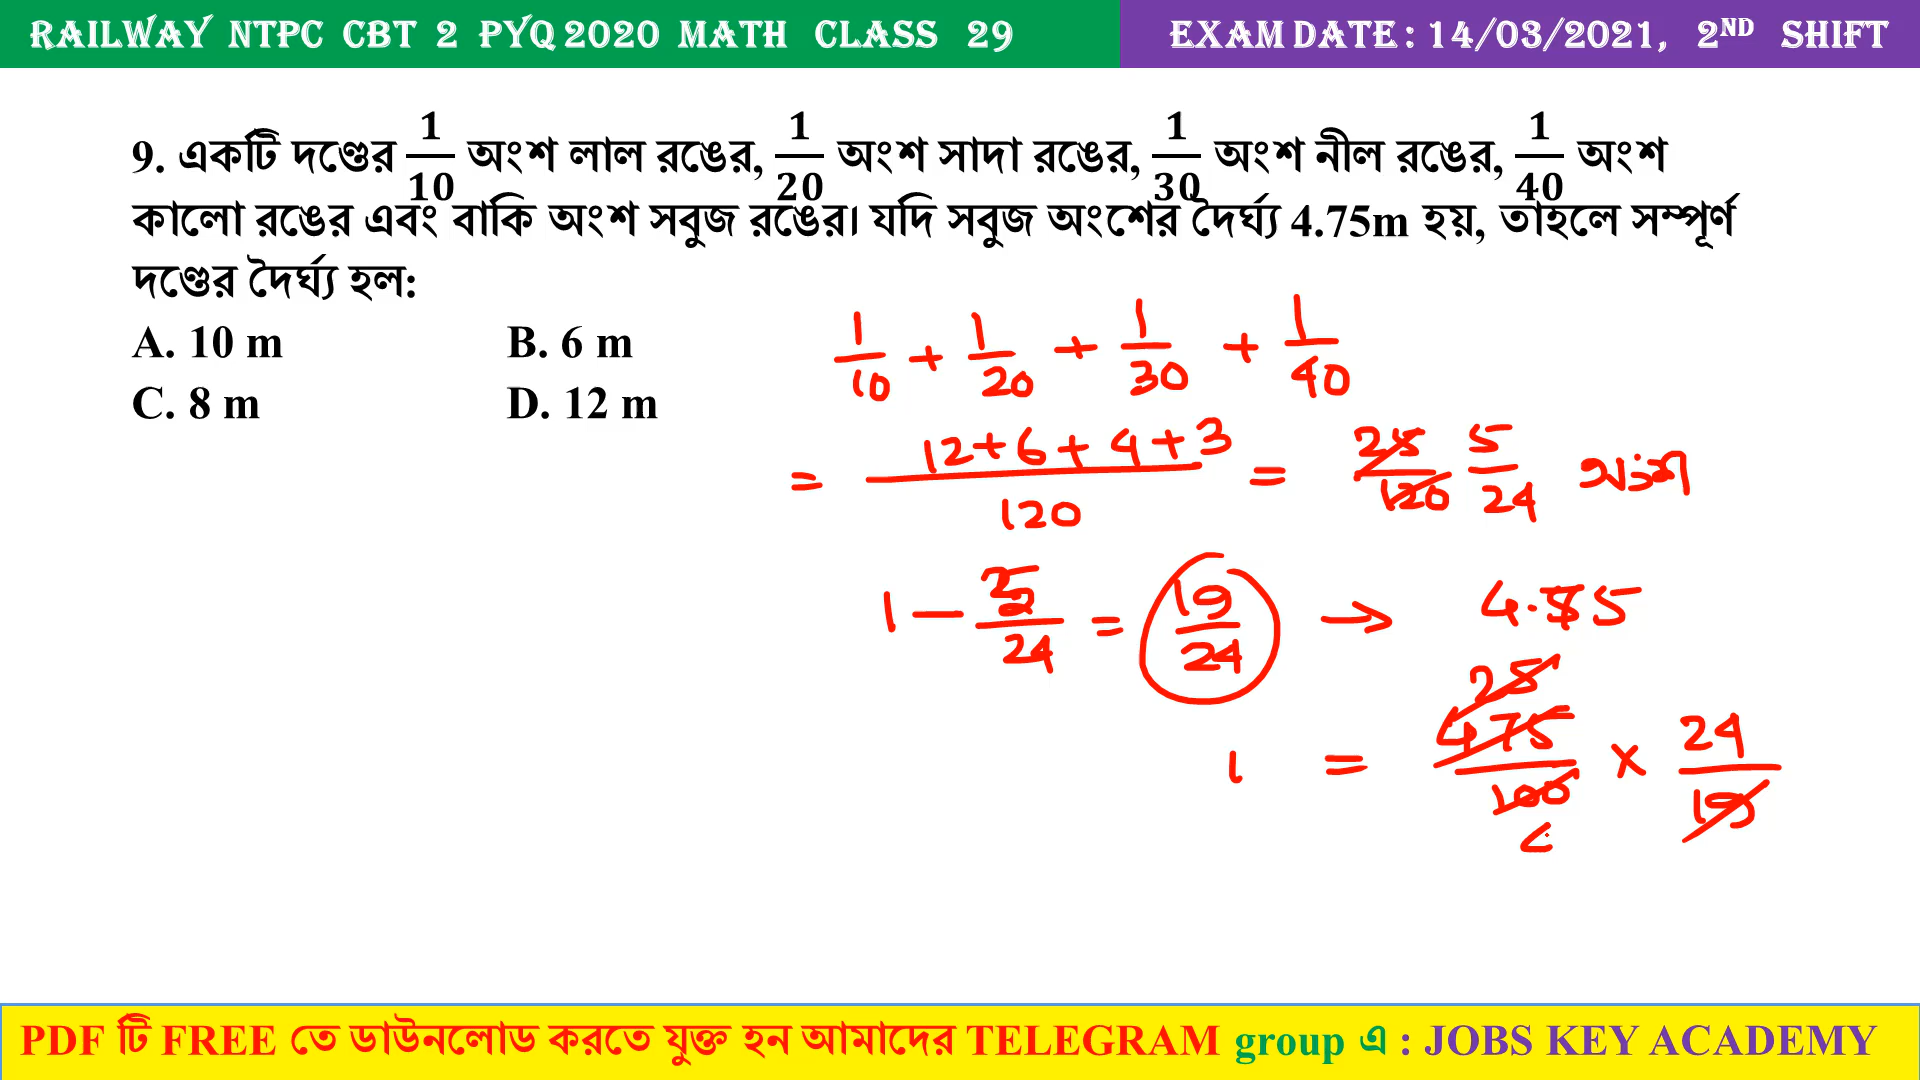 RAILWAY NTPC CBT 2 PYQ 2020 MATH CLASS 29 EXAM DATE : 14/03/2021, 2ND SHIFT
9. একটি দণ্ডের 1/10 অংশ লাল রঙের, 1/20 অংশ সাদা রঙের, 1/30 অংশ নীল রঙের, 1/40 অংশ
কালো রঙের এবং বাকি অংশ সবুজ রঙের। যদি সবুজ অংশের দৈর্ঘ্য 4.75m হয়, তাহলে সম্পূর্ণ
দণ্ডের দৈর্ঘ্য হল:
A. 10 m B. 6 m
C. 8 m D. 12 m
1/10 + 1/20 + 1/30 + 1/40
= 12+6+4+3/120 = 25/120 5/24 অংশ
1 - 5/24 = 19/24 → 4.75
25
1 = 475/100 × 24/19
4
PDF টি FREE তে ডাউনলোড করতে যুক্ত হন আমাদের TELEGRAM group এ : JOBS KEY ACADEMY